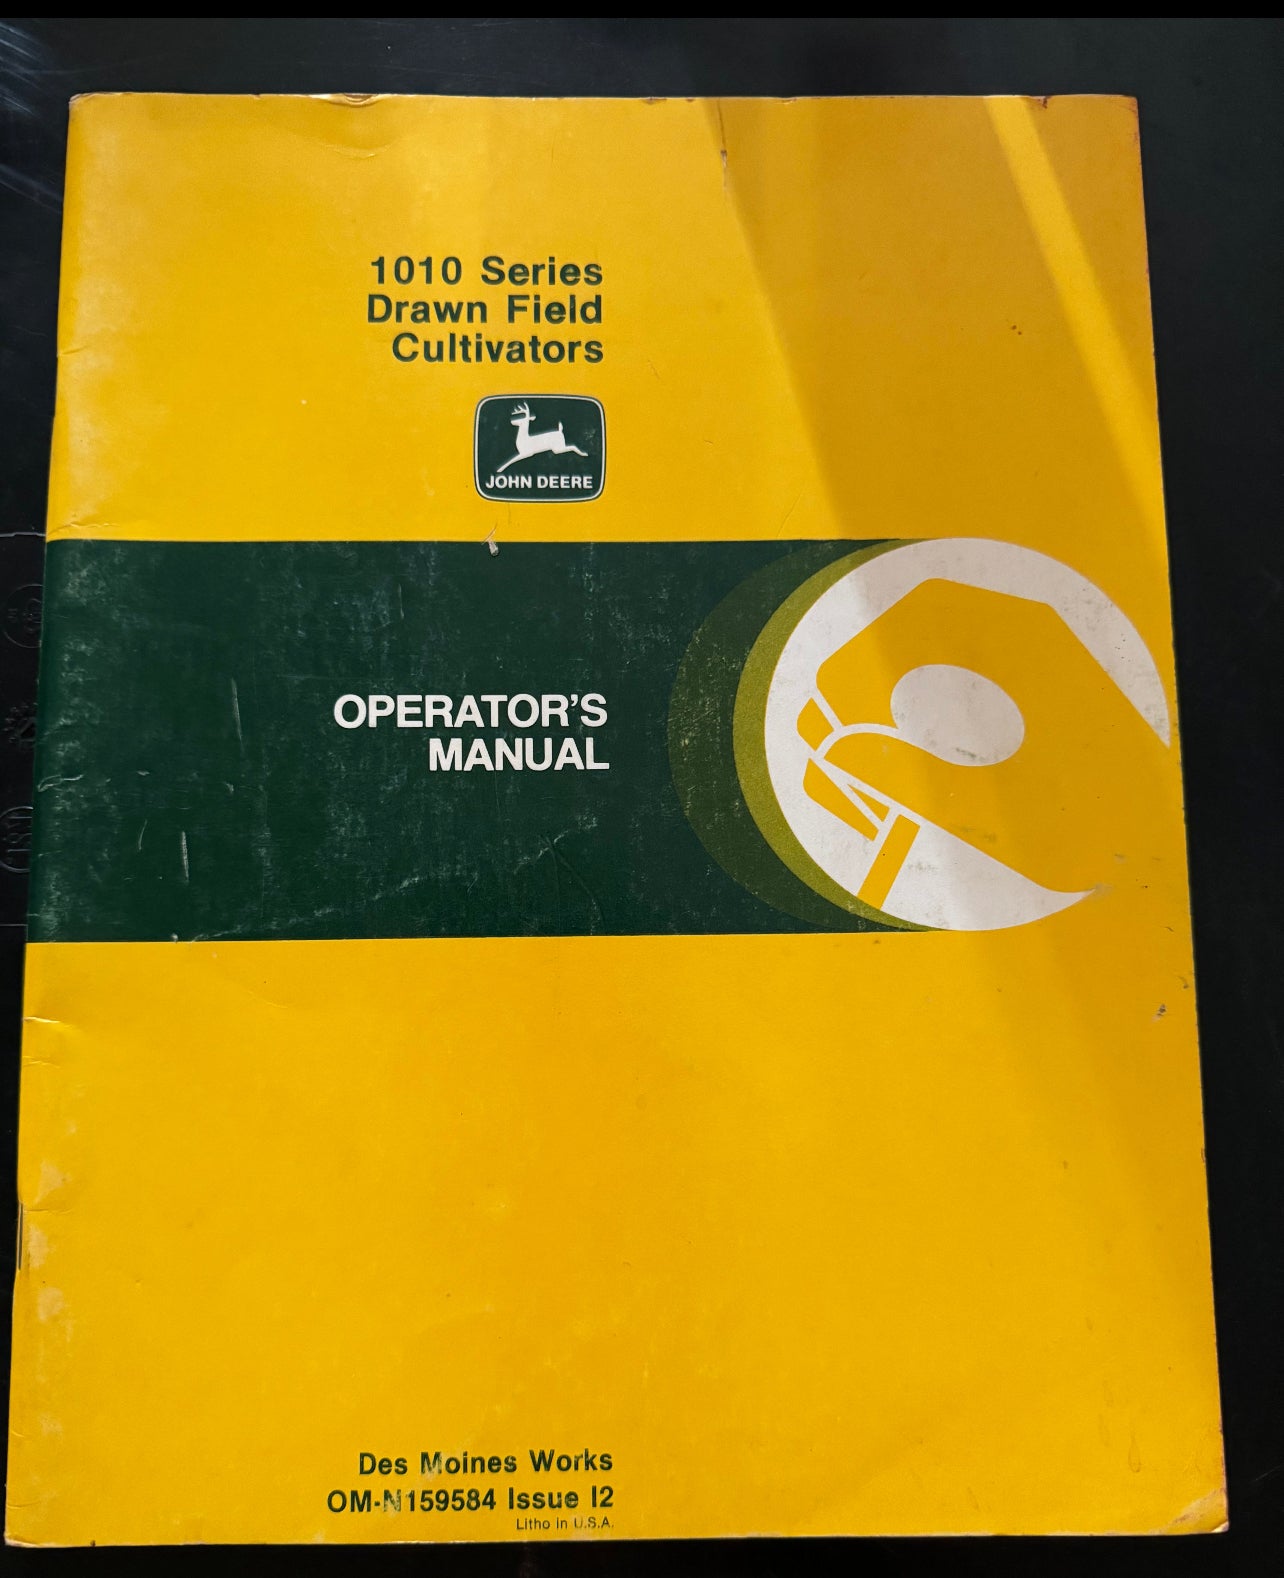 1010 Series
Drawn Field
Cultivators
JOHN DEERE
OPERATOR'S
MANUAL
Des Moines Works
OM-N159584 Issue I2
Litho in U.S.A.